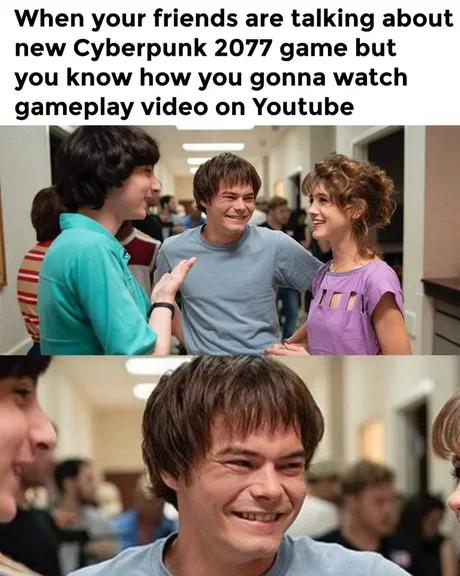 When your friends are talking about
new Cyberpunk 2077 game but
you know how you gonna watch
gameplay video on Youtube